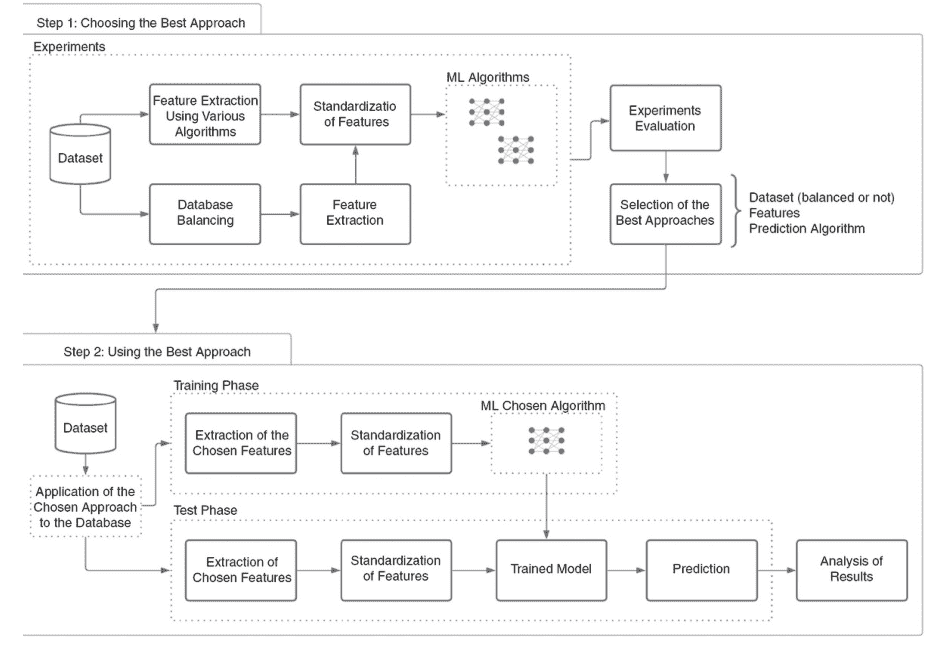 Step 1: Choosing the Best Approach
Experiments
Dataset
Feature Extraction
Using Various
Algorithms
Standardizatio
of Features
ML Algorithms
Database
Balancing
Feature
Extraction
Experiments
Evaluation
Selection of the
Best Approaches
Dataset (balanced or not)
Features
Prediction Algorithm
Step 2: Using the Best Approach
Dataset
Application of the
Chosen Approach
to the Database
Training Phase
Extraction of the
Chosen Features
Standardization
of Features
ML Chosen Algorithm
Test Phase
Extraction of
Chosen Features
Standardization
of Features
Trained Model
Prediction
Analysis of
Results